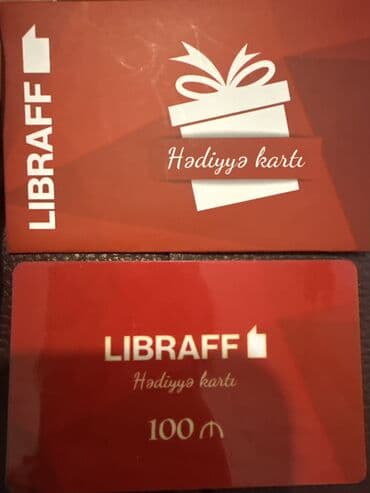 LIBRAFF
Hədiyyə kartı
LIBRAFF
Hədiyyə kartı
100 ₼